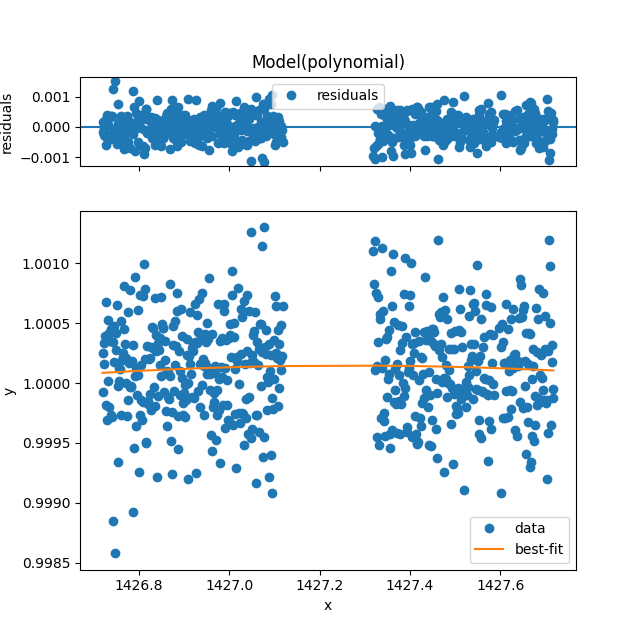 Model(polynomial)
residuals
0.001
0.000
−0.001
residuals
y
1.0010
1.0005
1.0000
0.9995
0.9990
0.9985
data
best-fit
1426.8 1427.0 1427.2 1427.4 1427.6
x